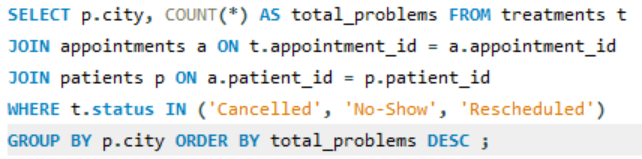 SELECT p.city, COUNT(*) AS total_problems FROM treatments t
JOIN appointments a ON t.appointment_id = a.appointment_id
JOIN patients p ON a.patient_id = p.patient_id
WHERE t.status IN ('Cancelled', 'No-Show', 'Rescheduled')
GROUP BY p.city ORDER BY total_problems DESC ;